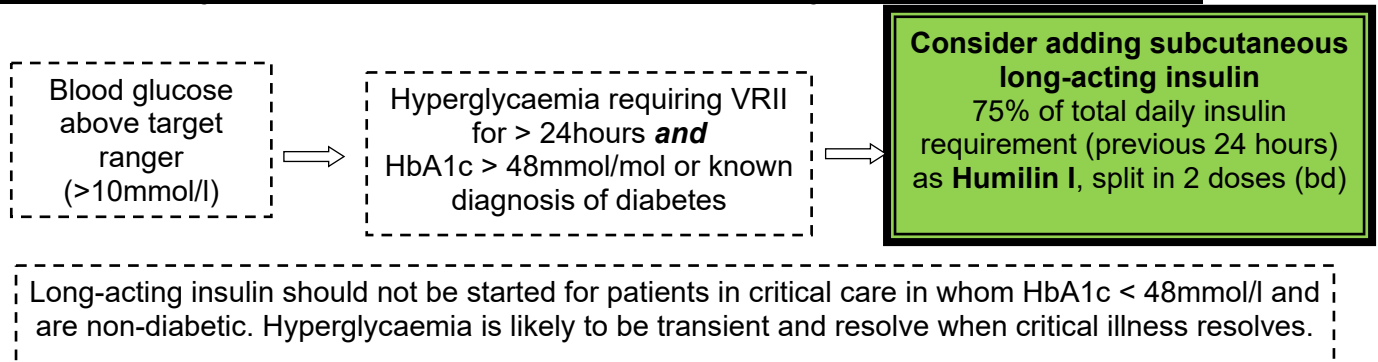 Blood glucose
above target
ranger
(>10mmol/l)
Hyperglycaemia requiring VRII
for > 24hours and
HbA1c > 48mmol/mol or known
diagnosis of diabetes
Consider adding subcutaneous
long-acting insulin
75% of total daily insulin
requirement (previous 24 hours)
as Humilin I, split in 2 doses (bd)
Long-acting insulin should not be started for patients in critical care in whom HbA1c < 48mmol/l and
are non-diabetic. Hyperglycaemia is likely to be transient and resolve when critical illness resolves.